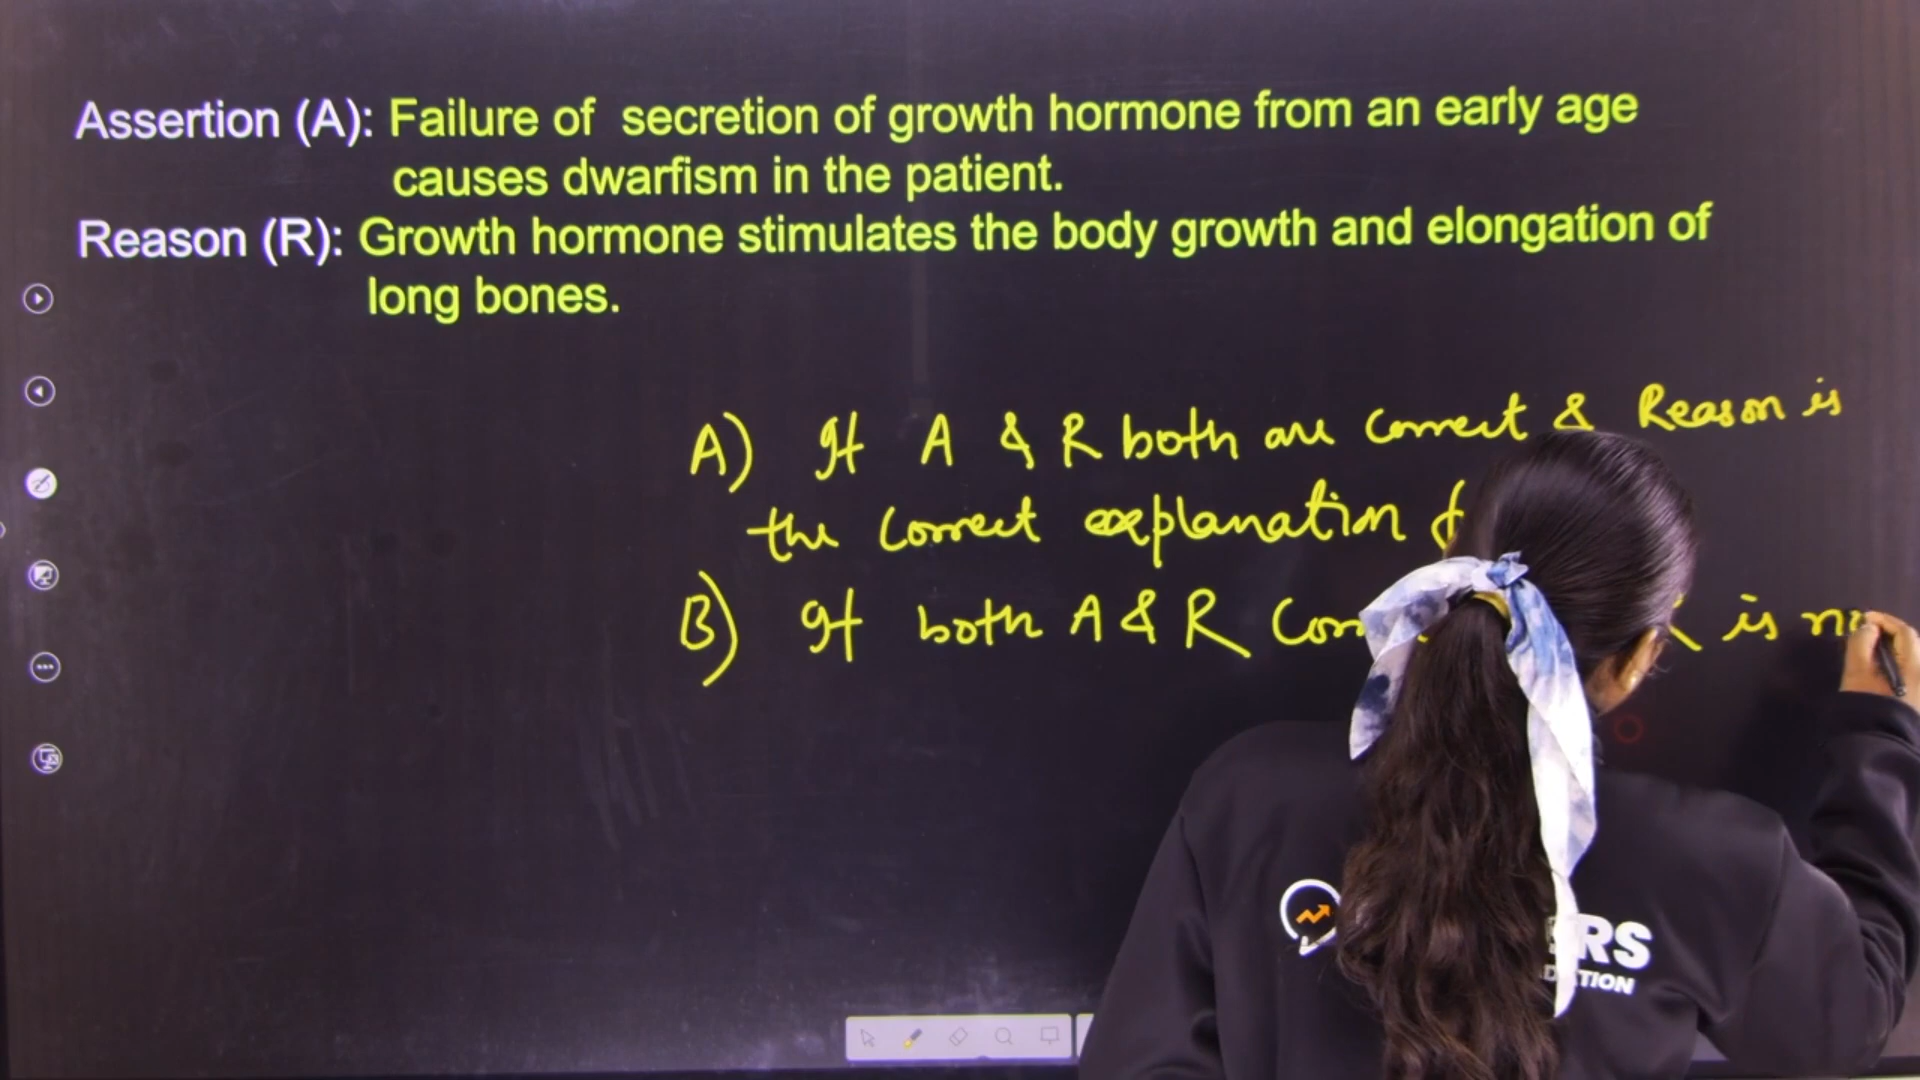 Assertion (A): Failure of secretion of growth hormone from an early age
causes dwarfism in the patient.
Reason (R): Growth hormone stimulates the body growth and elongation of
long bones.
A) If A & R both are correct & Reason is
the correct explanation
B) If both A & R is
RS